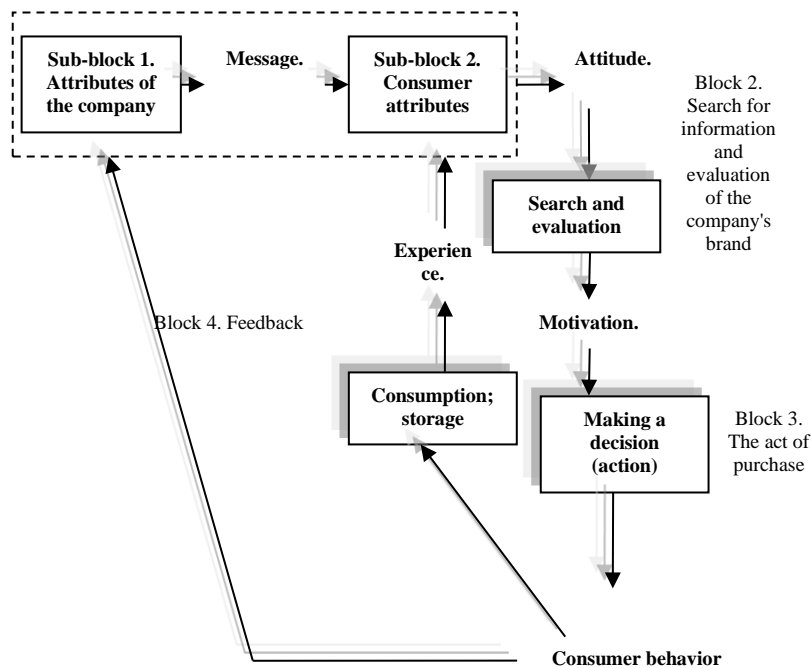 Sub-block 1.
Attributes of
the company
Message.
Sub-block 2.
Consumer
attributes
Attitude.
Block 2.
Search for
information
and
evaluation
of the
company's
brand
Search and
evaluation
Experien
ce.
Motivation.
Block 4. Feedback
Consumption;
storage
Making a
decision
(action)
Block 3.
The act of
purchase
Consumer behavior